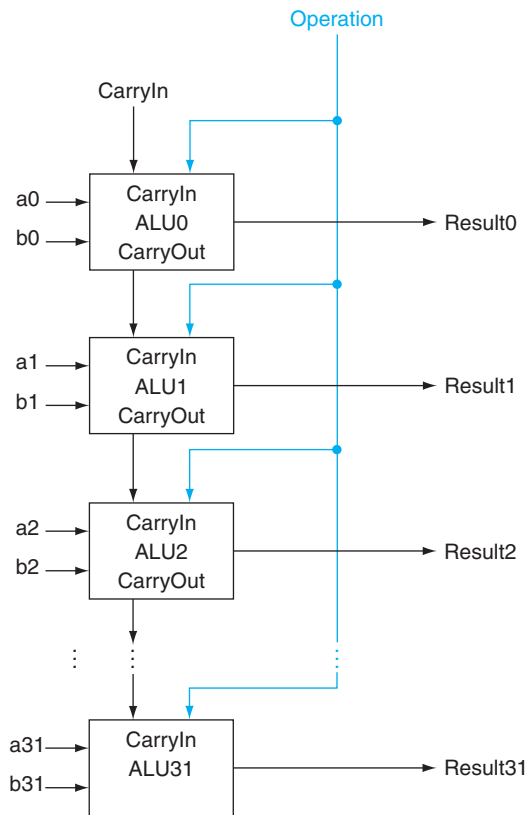 Operation
CarryIn
a0
b0
CarryIn
ALU0
CarryOut
Result0
a1
b1
CarryIn
ALU1
CarryOut
Result1
a2
b2
CarryIn
ALU2
CarryOut
Result2
a31
b31
CarryIn
ALU31
Result31